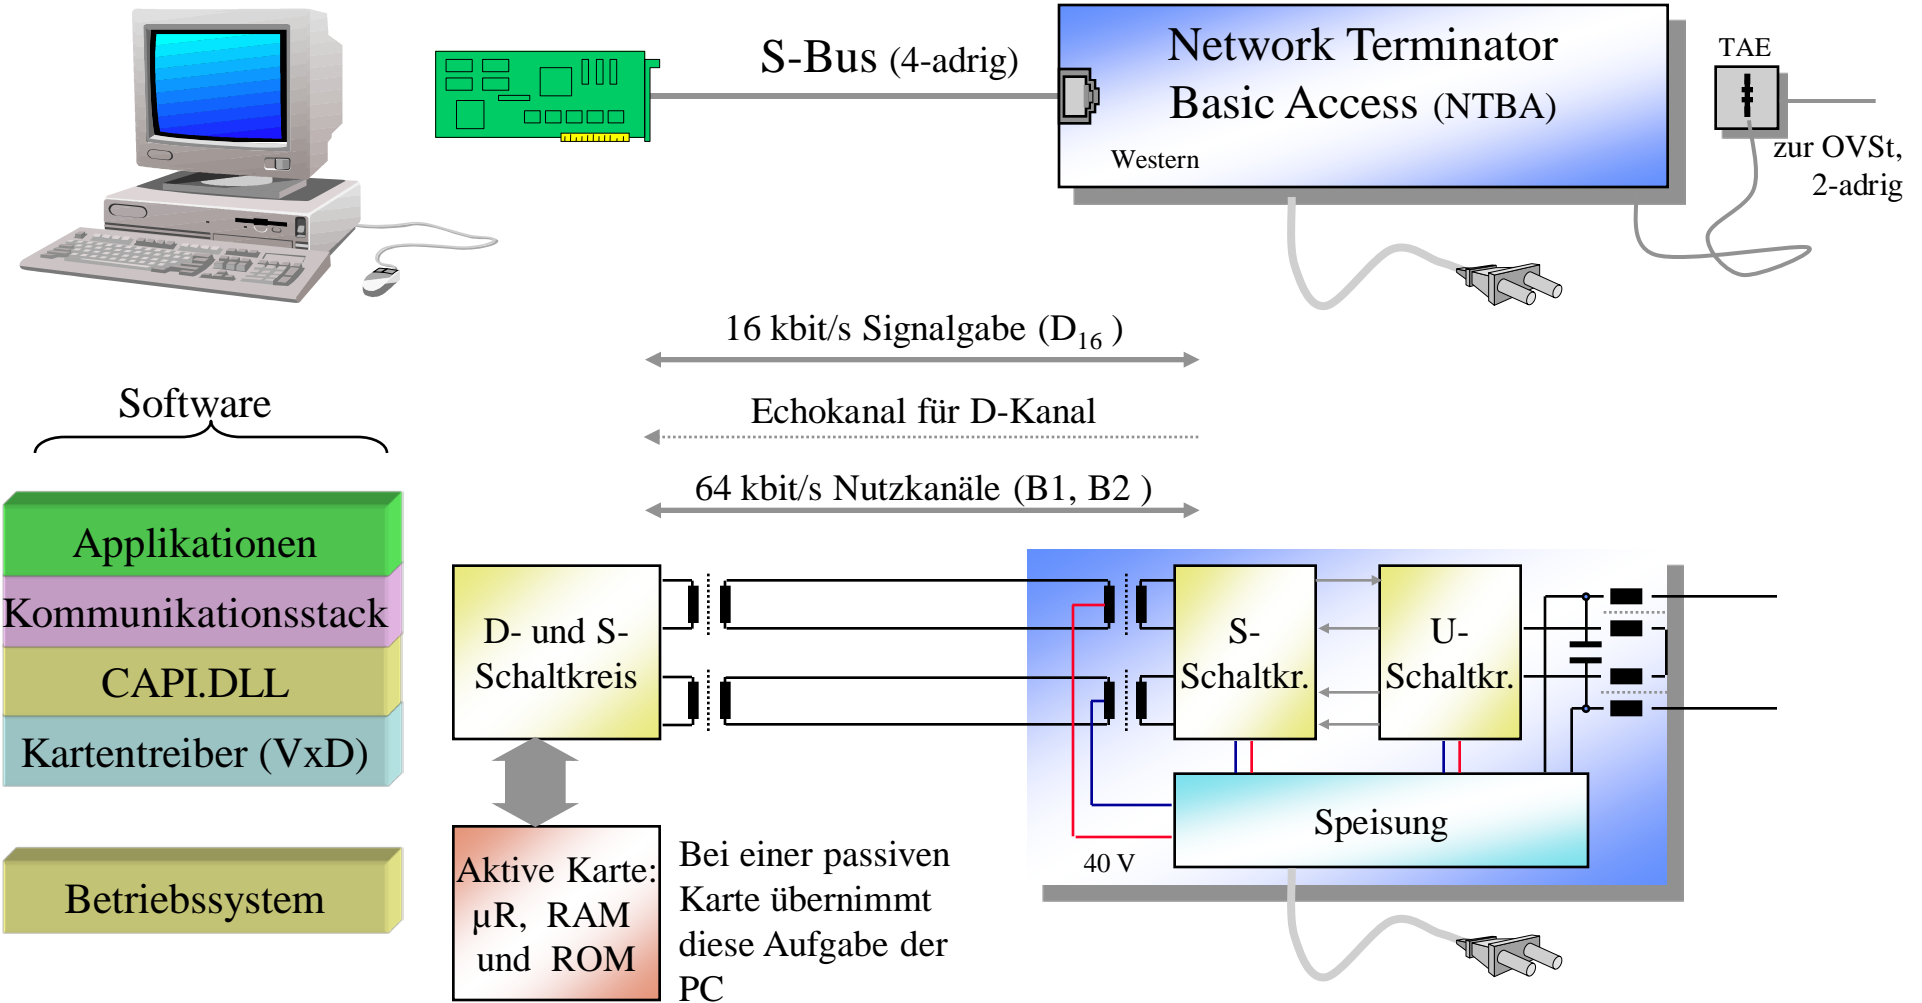 S-Bus (4-adrig)
Network Terminator
Basic Access (NTBA)
Western
TAE
zur OVSt,
2-adrig
16 kbit/s Signalgabe (D16 )
Echokanal für D-Kanal
64 kbit/s Nutzkanäle (B1, B2 )
Software
Applikationen
Kommunikationsstack
CAPI.DLL
Kartentreiber (VxD)
Betriebssystem
D- und S-
Schaltkreis
Aktive Karte:
µR, RAM
und ROM
Bei einer passiven
Karte übernimmt
diese Aufgabe der
PC
S-
Schaltkr.
U-
Schaltkr.
Speisung
40 V